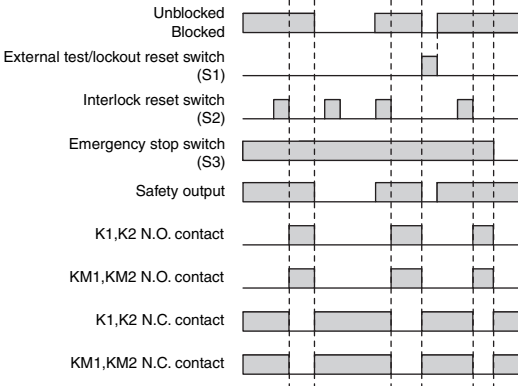 Unblocked
Blocked
External test/lockout reset switch
(S1)
Interlock reset switch
(S2)
Emergency stop switch
(S3)
Safety output
K1,K2 N.O. contact
KM1,KM2 N.O. contact
K1,K2 N.C. contact
KM1,KM2 N.C. contact